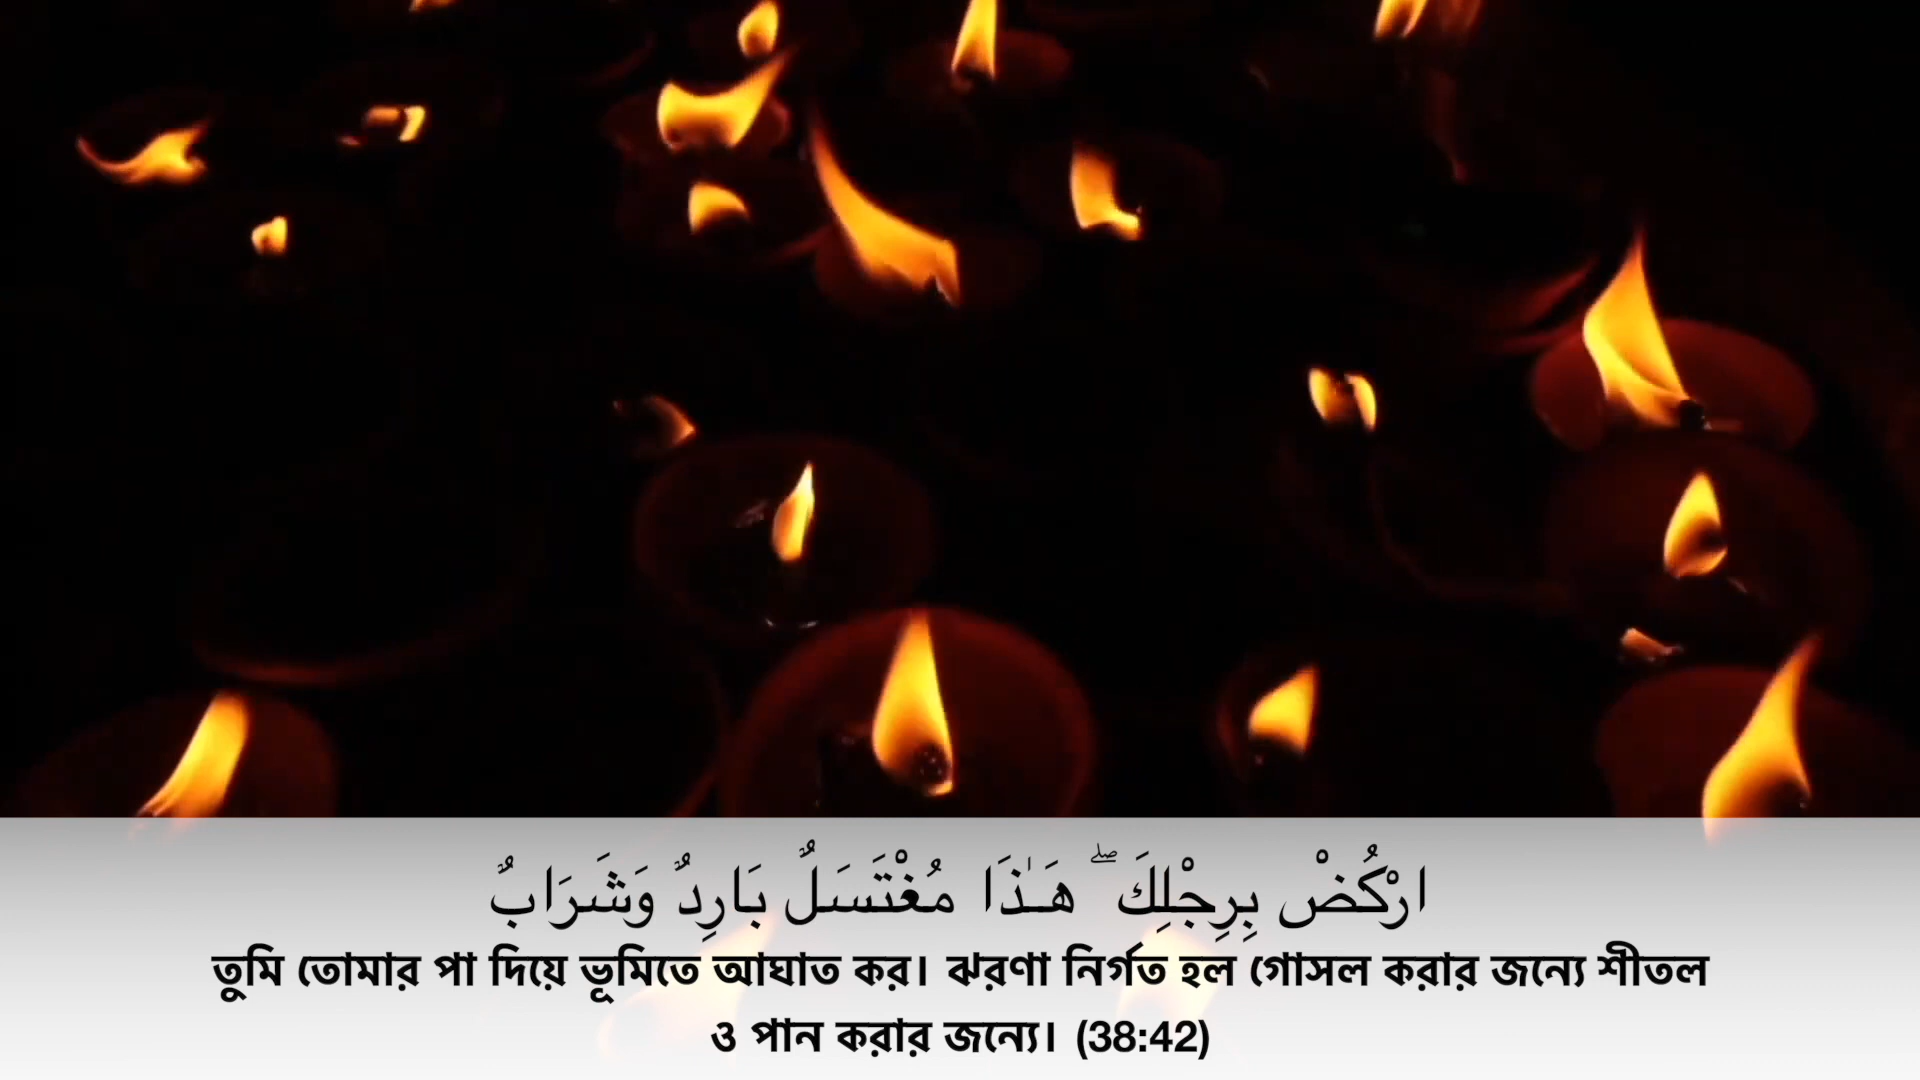 ارْكُضْ بِرِجْلِكَ ۖ هَـٰذَا مُغْتَسَلٌ بَارِدٌ وَشَرَابٌ
তুমি তোমার পা দিয়ে ভূমিতে আঘাত কর। ঝরণা নির্গত হল গোসল করার জন্যে শীতল
ও পান করার জন্যে। (38:42)